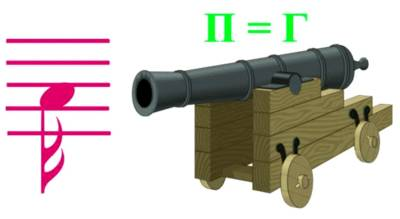 П = Г